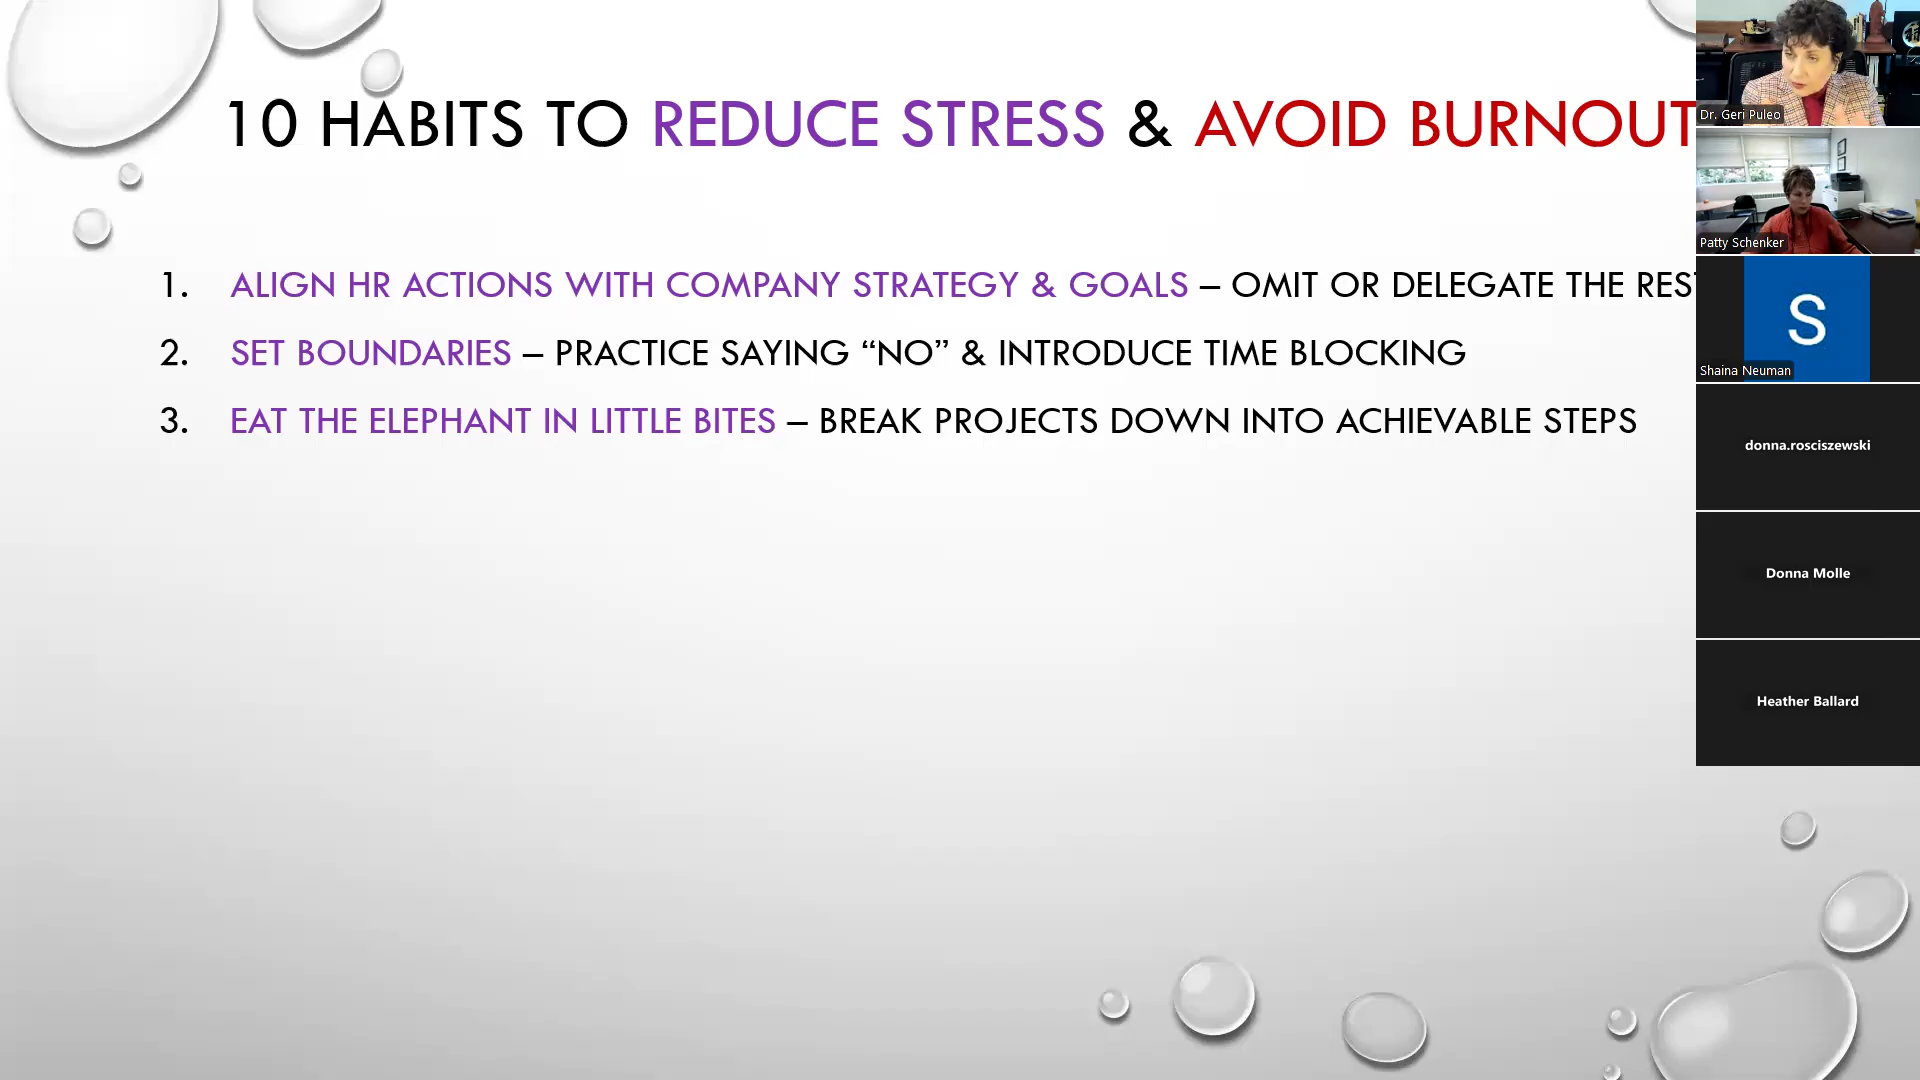 10 HABITS TO REDUCE STRESS & AVOID BURNOUT
1. ALIGN HR ACTIONS WITH COMPANY STRATEGY & GOALS – OMIT OR DELEGATE THE REST
2. SET BOUNDARIES – PRACTICE SAYING “NO” & INTRODUCE TIME BLOCKING
3. EAT THE ELEPHANT IN LITTLE BITES – BREAK PROJECTS DOWN INTO ACHIEVABLE STEPS
Dr. Geri Puleo
Patty Schenker
S
Shaina Neuman
donna.rosciszewski
Donna Molle
Heather Ballard